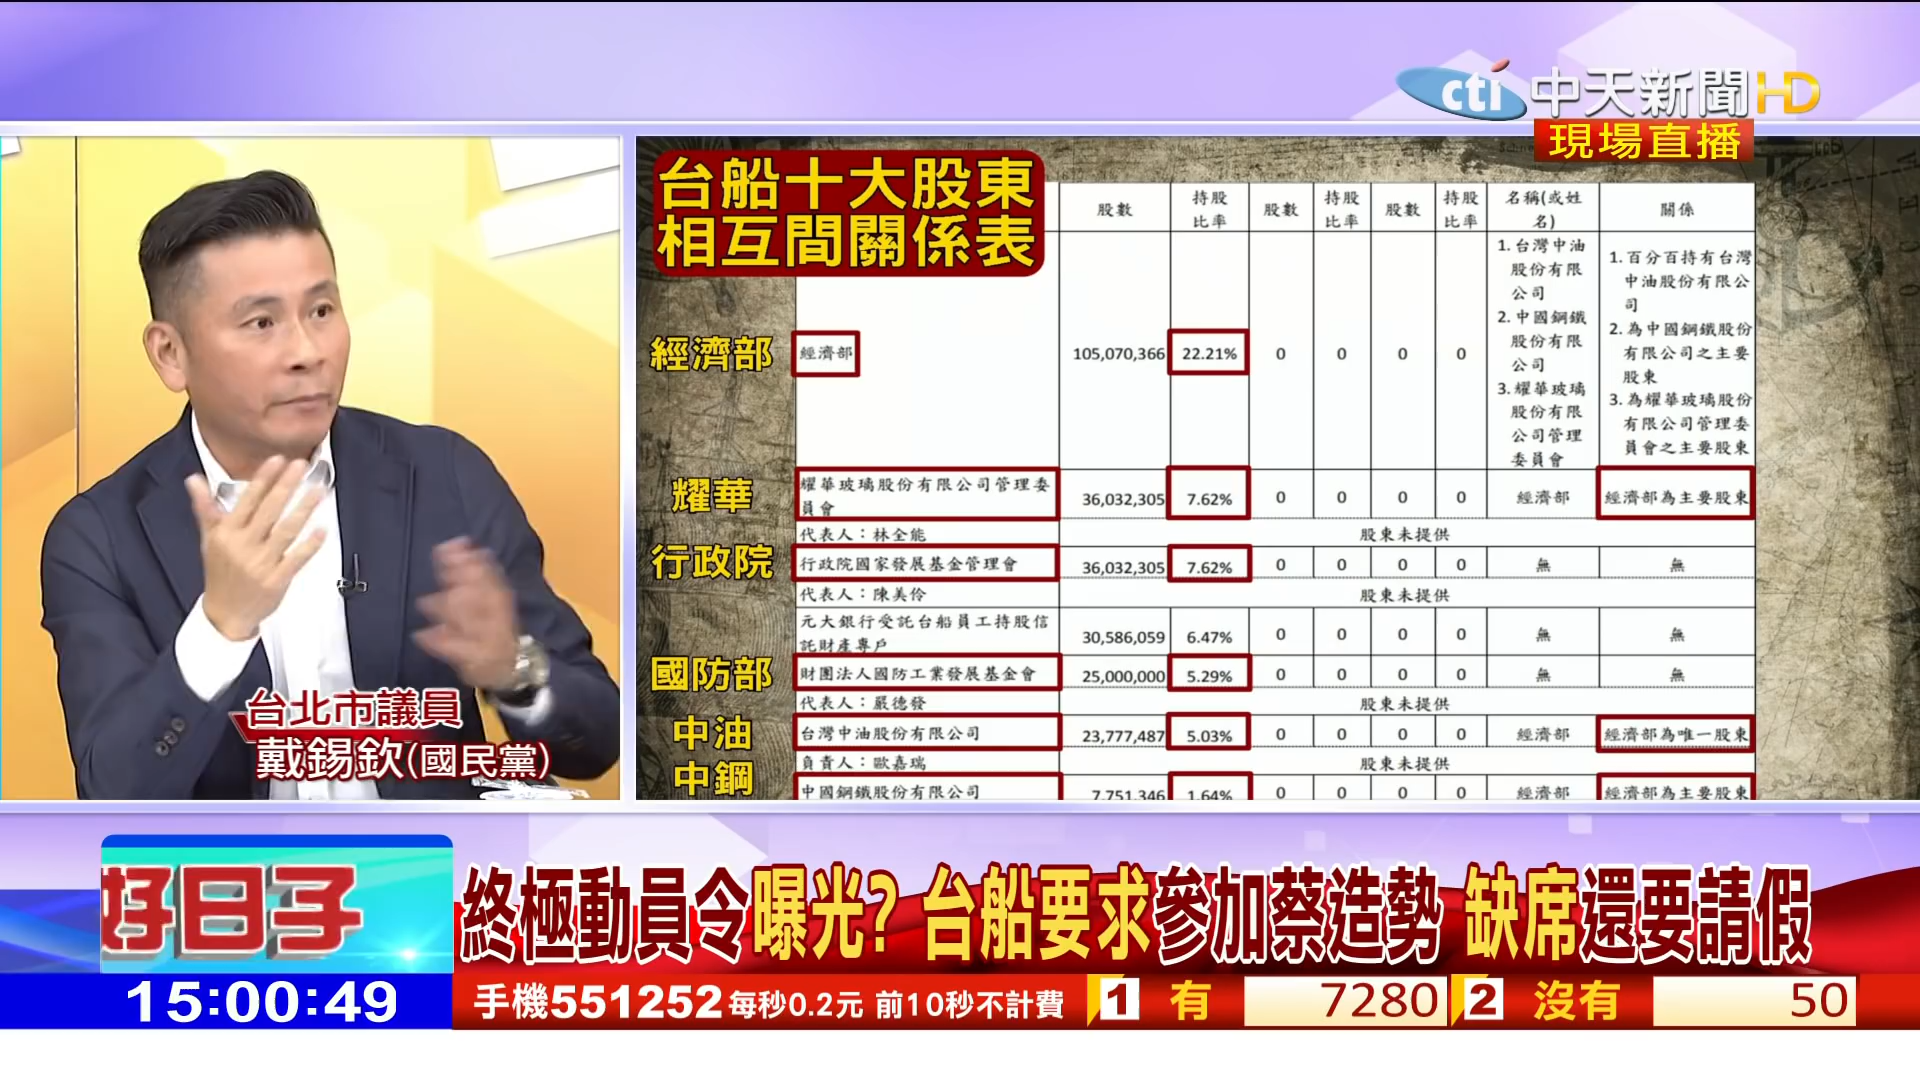 cti 中天新聞HD
現場直播
台船十大股東
相互間關係表
股數 持股比率 股數 持股比率 股數 持股比率 名稱(或姓名) 關係
經濟部 經濟部 105,070,366 22.21% 0 0 0 0
1.台灣中油股份有限公司
2.中國鋼鐵股份有限公司
3.耀華玻璃股份有限公司管理委員會
1.百分百持有台灣中油股份有限公司
2.為中國鋼鐵股份有限公司之主要股東
3.為耀華玻璃股份有限公司管理委員會之主要股東
耀華 耀華玻璃股份有限公司管理委員會 36,032,305 7.62% 0 0 0 0 經濟部 經濟部為主要股東
代表人：林全能 股東未提供
行政院 行政院國家發展基金管理會 36,032,305 7.62% 0 0 0 0 無 無
代表人：陳美伶 股東未提供
元大銀行受託台船員工持股信託財產專戶 30,586,059 6.47% 0 0 0 0 無 無
國防部 財團法人國防工業發展基金會 25,000,000 5.29% 0 0 0 0 無 無
代表人：嚴德發 股東未提供
中油 台灣中油股份有限公司 23,777,487 5.03% 0 0 0 0 經濟部 經濟部為唯一股東
負責人：歐嘉瑞 股東未提供
中鋼 中國鋼鐵股份有限公司 7,751,346 1.64% 0 0 0 0 經濟部 經濟部為主要股東
台北市議員
戴錫欽(國民黨)
好日子
終極動員令曝光? 台船要求參加蔡造勢 缺席還要請假
15:00:49
手機551252每秒0.2元 前10秒不計費 1 有 7280 2 沒有 50